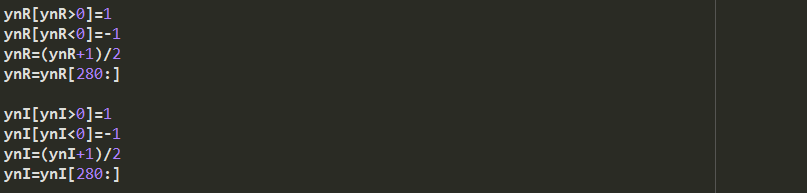 ynR[ynR>0]=1
ynR[ynR<0]=-1
ynR=(ynR+1)/2
ynR=ynR[280:]
ynI[ynI>0]=1
ynI[ynI<0]=-1
ynI=(ynI+1)/2
ynI=ynI[280:]